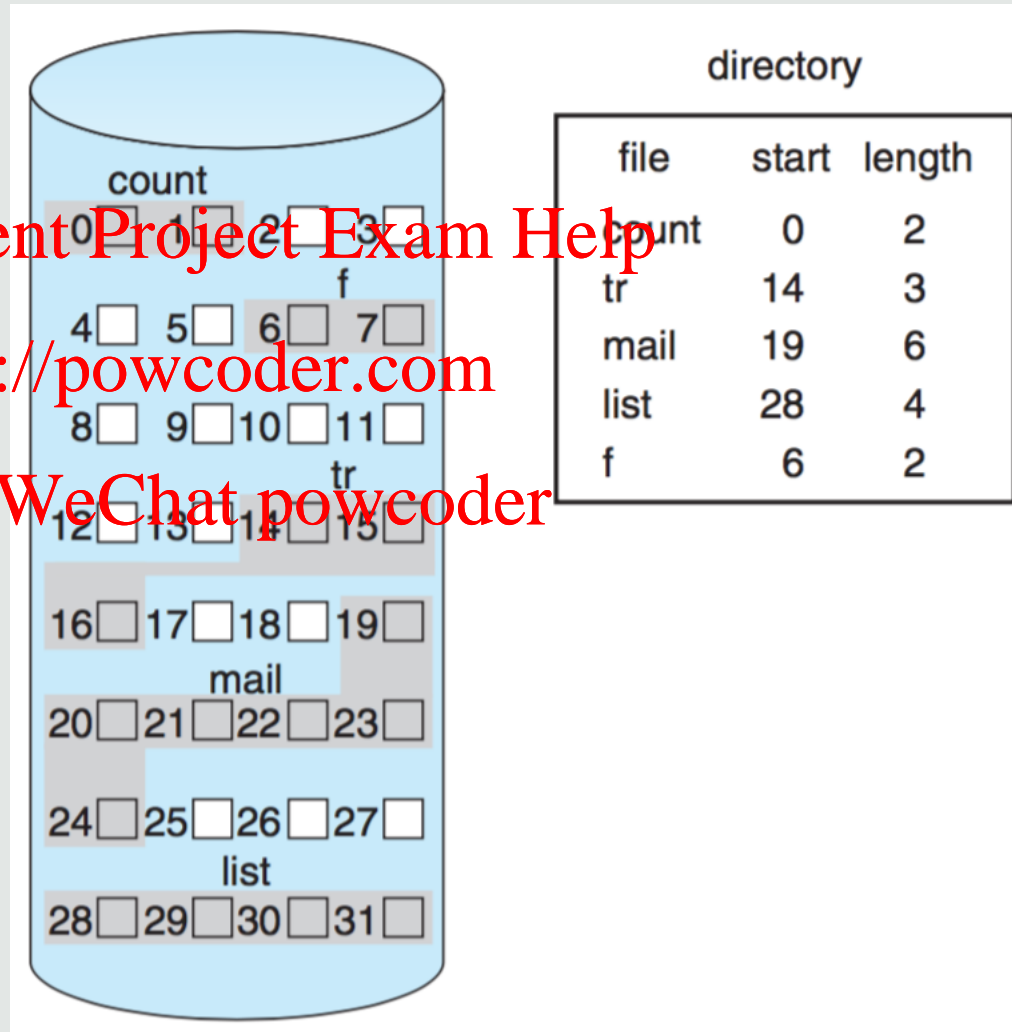 directory
file start length
count 0 2
tr 14 3
mail 19 6
list 28 4
f 6 2
count
0 1 2 3
f
4 5 6 7
8 9 10 11
tr
12 13 14 15
16 17 18 19
mail
20 21 22 23
24 25 26 27
list
28 29 30 31
ent Project Exam Help
://powcoder.com
WeChat powcoder